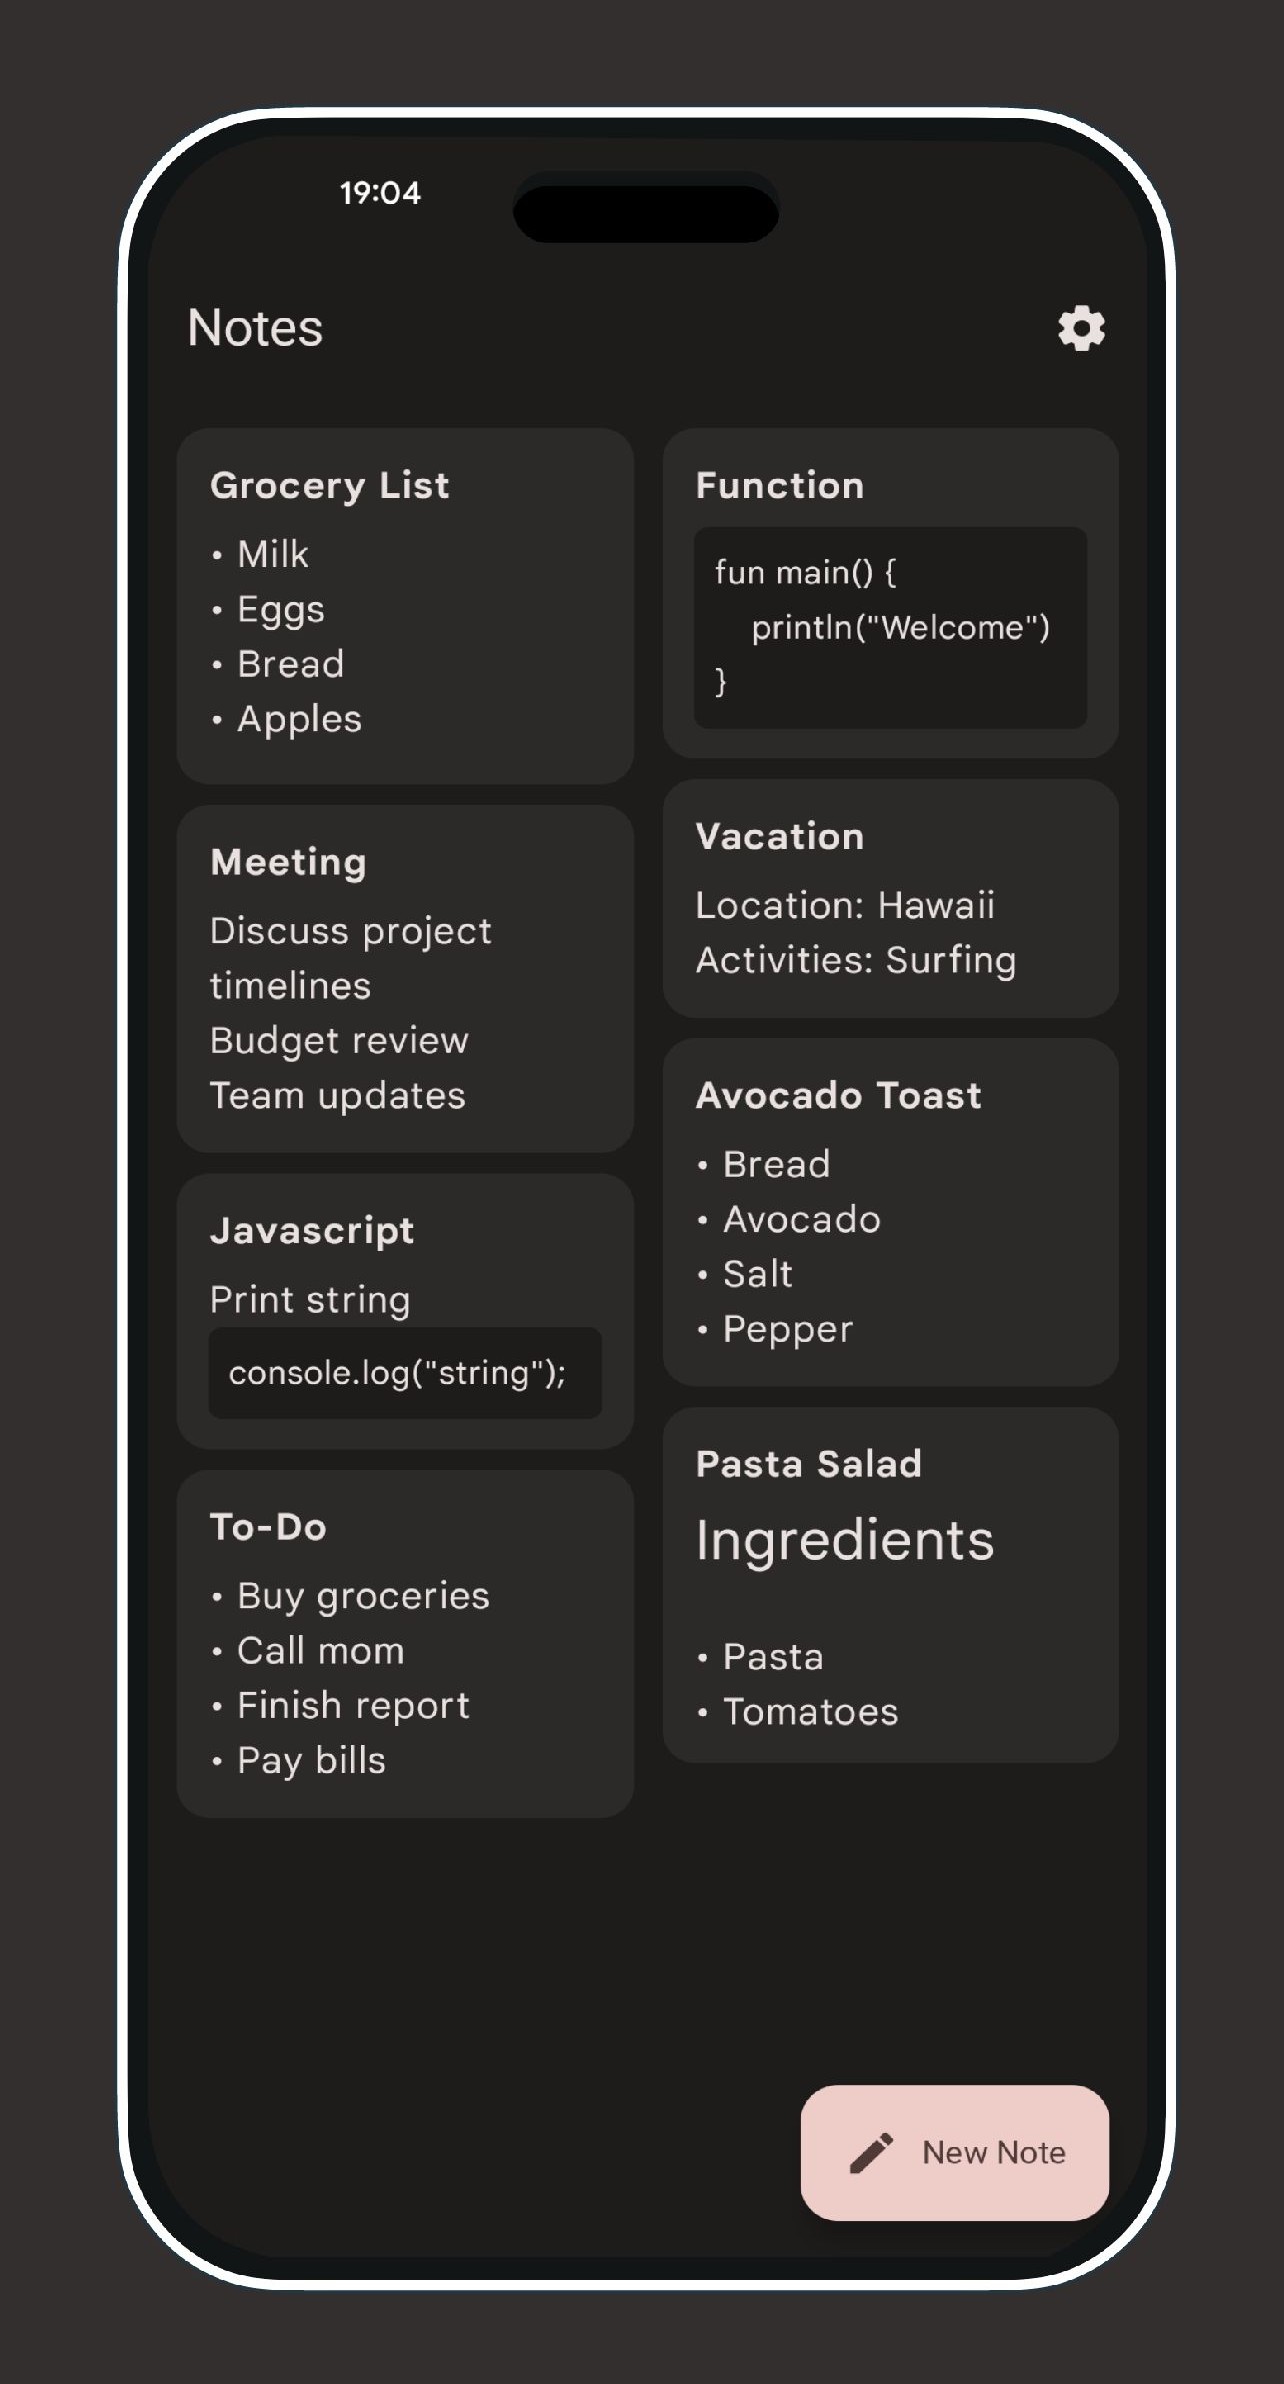 19:04
Notes
Grocery List
• Milk
• Eggs
• Bread
• Apples
Meeting
Discuss project
timelines
Budget review
Team updates
Javascript
Print string
console.log("string");
To-Do
• Buy groceries
• Call mom
• Finish report
• Pay bills
Function
fun main() {
    println("Welcome")
}
Vacation
Location: Hawaii
Activities: Surfing
Avocado Toast
• Bread
• Avocado
• Salt
• Pepper
Pasta Salad
Ingredients
• Pasta
• Tomatoes
New Note